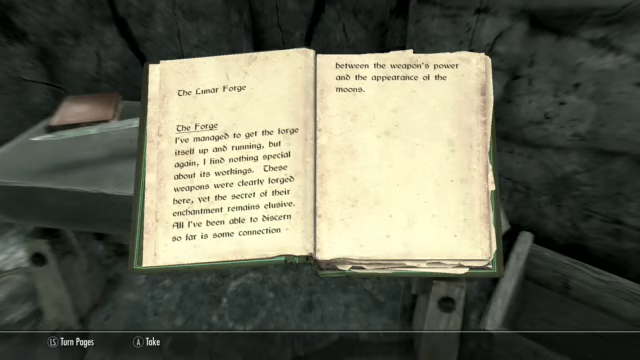 The Lunar Forge
The Forge
I've managed to get the forge
itself up and running, but
again, I find nothing special
about its workings. These
weapons were clearly forged
here, yet the secret of their
enchantment remains elusive.
All I've been able to discern
so far is some connection
between the weapon's power
and the appearance of the
moons.
LS Turn Pages
A Take